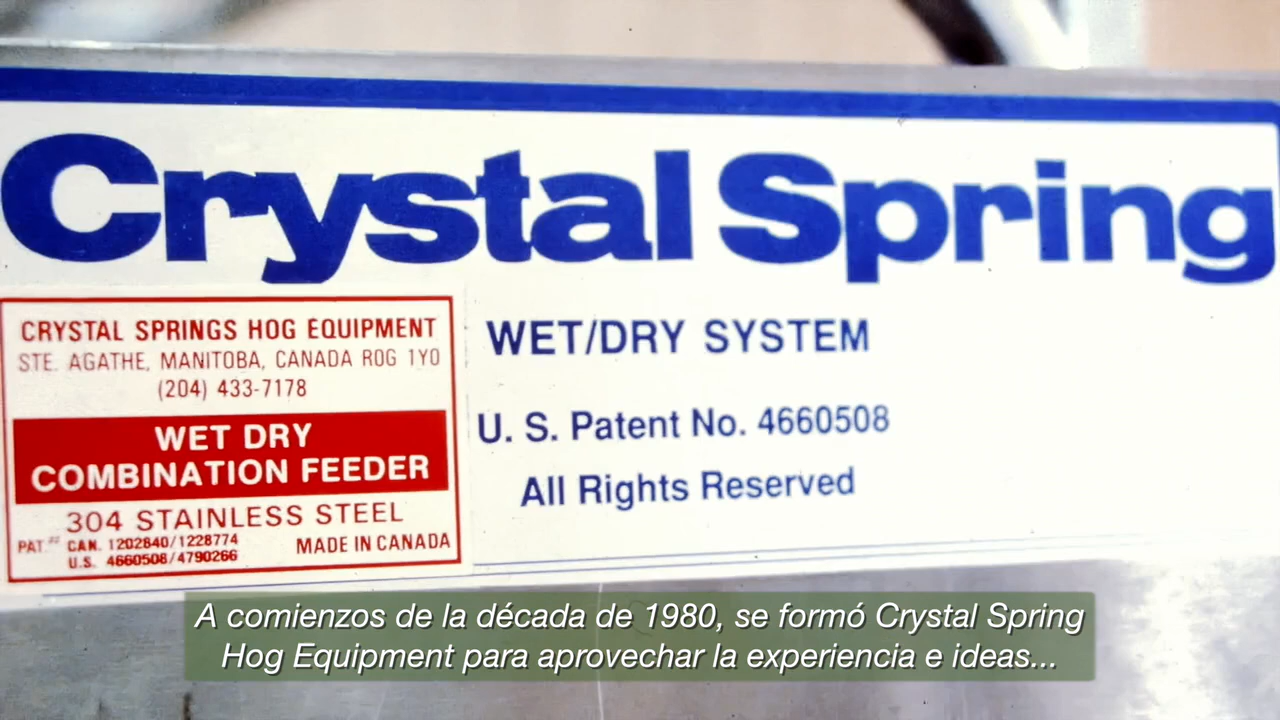 Crystal Spring
CRYSTAL SPRINGS HOG EQUIPMENT
STE. AGATHE, MANITOBA, CANADA ROG 1YO
(204) 433-7178
WET DRY
COMBINATION FEEDER
304 STAINLESS STEEL
PAT.## CAN. 1202840/1228774
U.S. 4660508/4790266
MADE IN CANADA
WET/DRY SYSTEM
U. S. Patent No. 4660508
All Rights Reserved
A comienzos de la década de 1980, se formó Crystal Spring
Hog Equipment para aprovechar la experiencia e ideas...